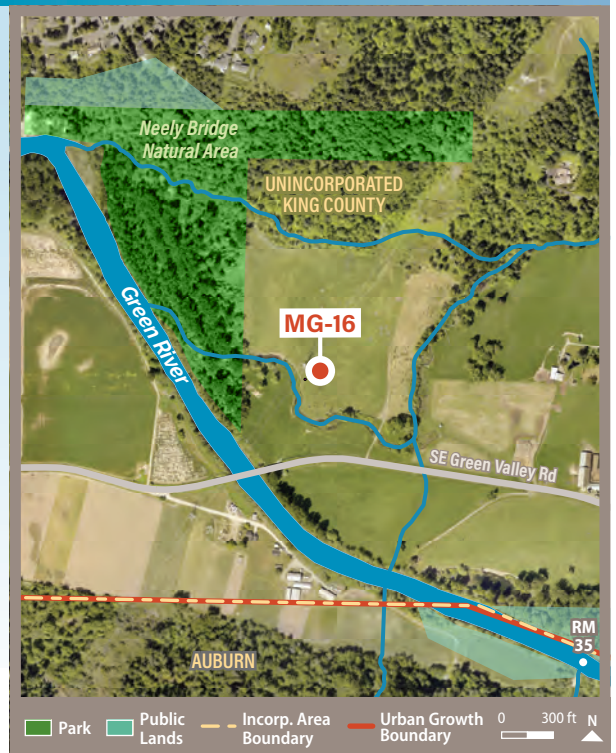 Neely Bridge
Natural Area
UNINCORPORATED
KING COUNTY
Green River
MG-16
SE Green Valley Rd
RM
35
AUBURN
Park
Public
Lands
Incorp. Area
Boundary
Urban Growth
Boundary
0 300 ft N